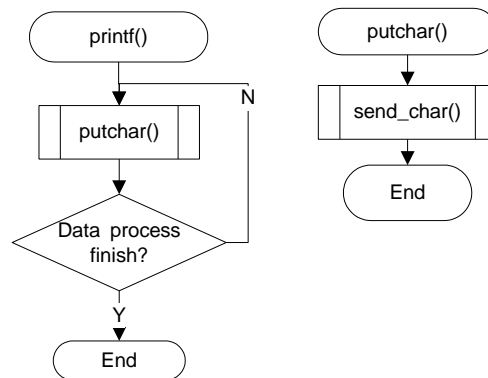 printf()
putchar()
Data process
finish?
N
Y
End
putchar()
send_char()
End